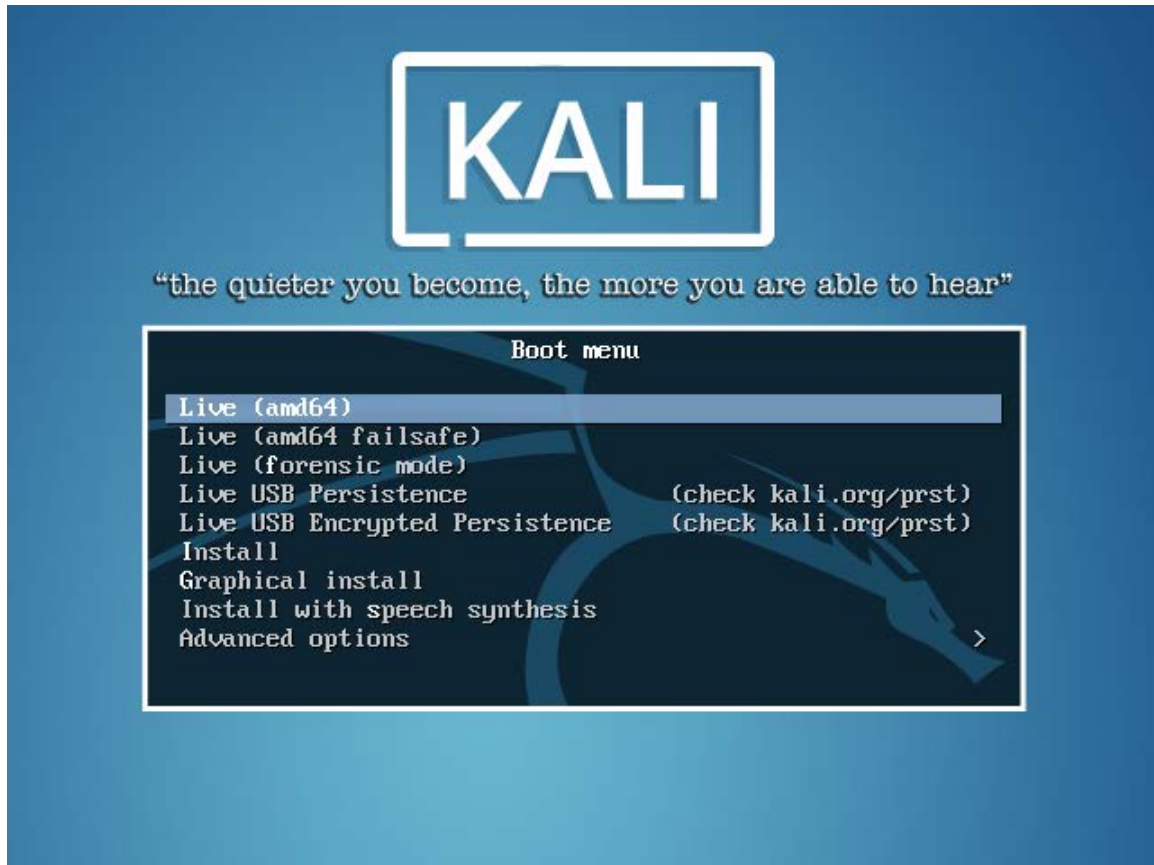 KALI
“the quieter you become, the more you are able to hear”
Boot menu
Live (amd64)
Live (amd64 failsafe)
Live (forensic mode)
Live USB Persistence (check kali.org/prst)
Live USB Encrypted Persistence (check kali.org/prst)
Install
Graphical install
Install with speech synthesis
Advanced options >